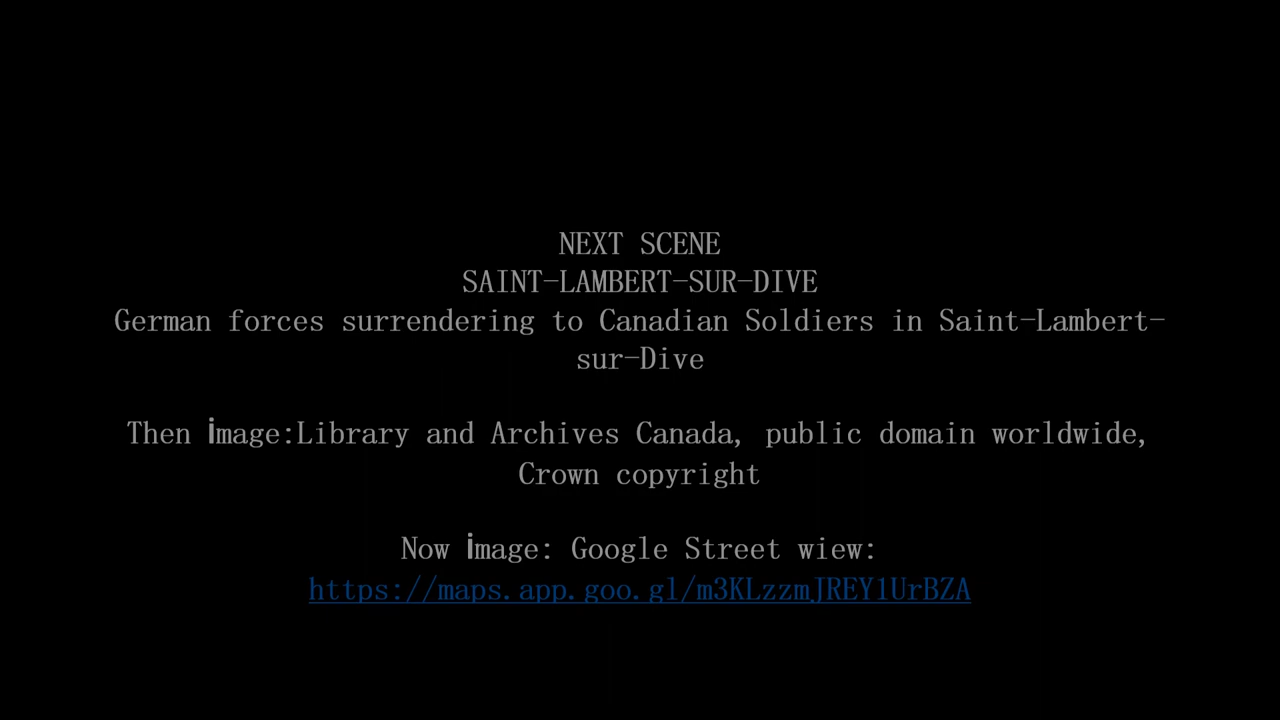 NEXT SCENE
SAINT-LAMBERT-SUR-DIVE
German forces surrendering to Canadian Soldiers in Saint-Lambert-
sur-Dive
Then image:Library and Archives Canada, public domain worldwide,
Crown copyright
Now image: Google Street wiew:
https://maps.app.goo.gl/m3KLzzmJREY1UrBZA